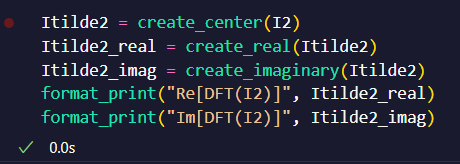 Itilde2 = create_center(I2)
Itilde2_real = create_real(Itilde2)
Itilde2_imag = create_imaginary(Itilde2)
format_print("Re[DFT(I2)]", Itilde2_real)
format_print("Im[DFT(I2)]", Itilde2_imag)
0.0s